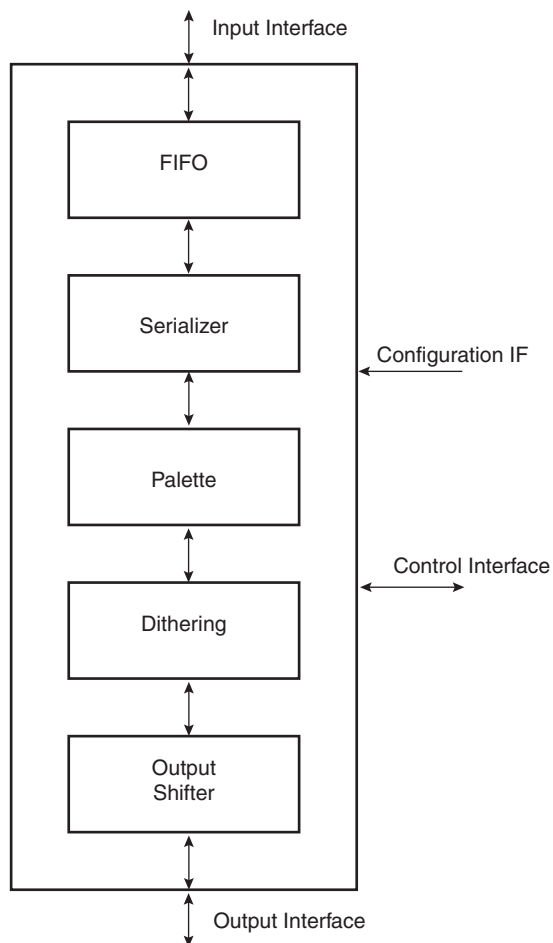 Input Interface
FIFO
Serializer
Configuration IF
Palette
Control Interface
Dithering
Output
Shifter
Output Interface